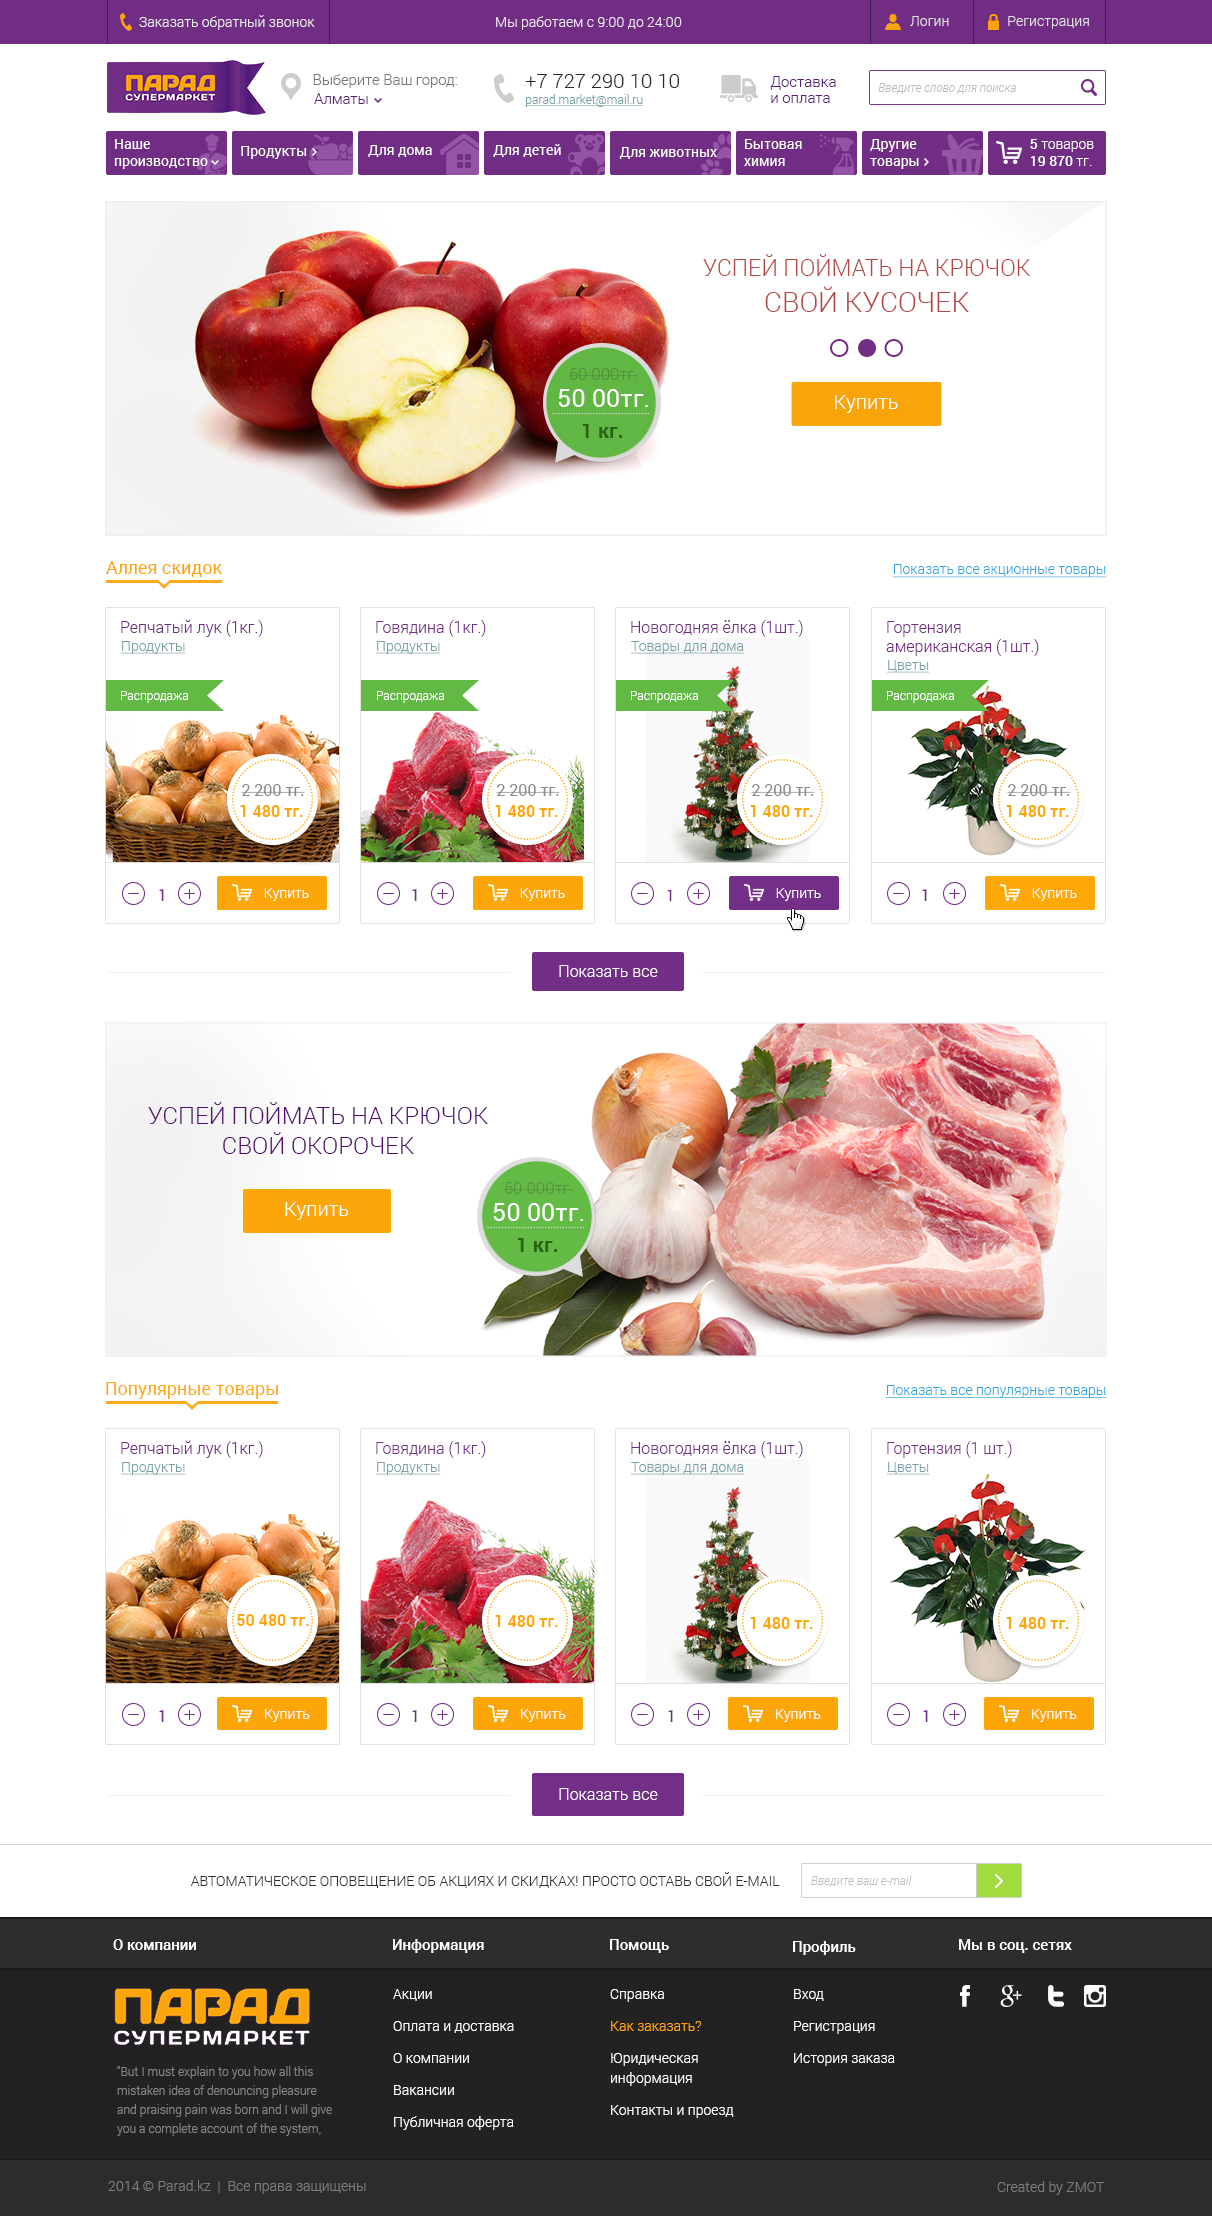 Заказать обратный звонок
Мы работаем с 9:00 до 24:00
Логин
Регистрация
ПАРАД
СУПЕРМАРКЕТ
Выберите Ваш город:
Алматы
+7 727 290 10 10
parad.market@mail.ru
Доставка
и оплата
Введите слово для поиска
Наше
производство
Продукты
Для дома
Для детей
Для животных
Бытовая
химия
Другие
товары
5 товаров
19 870 тг.
УСПЕЙ ПОЙМАТЬ НА КРЮЧОК
СВОЙ КУСОЧЕК
60 000тг.
50 00тг.
1 кг.
Купить
Аллея скидок
Показать все акционные товары
Репчатый лук (1кг.)
Продукты
Распродажа
2 200 тг.
1 480 тг.
1
Купить
Говядина (1кг.)
Продукты
Распродажа
2 200 тг.
1 480 тг.
1
Купить
Новогодняя ёлка (1шт.)
Товары для дома
Распродажа
2 200 тг.
1 480 тг.
1
Купить
Гортензия
американская (1шт.)
Цветы
Распродажа
2 200 тг.
1 480 тг.
1
Купить
Показать все
УСПЕЙ ПОЙМАТЬ НА КРЮЧОК
СВОЙ ОКОРОЧЕК
Купить
60 000тг.
50 00тг.
1 кг.
Популярные товары
Показать все популярные товары
Репчатый лук (1кг.)
Продукты
50 480 тг.
1
Купить
Говядина (1кг.)
Продукты
1 480 тг.
1
Купить
Новогодняя ёлка (1шт.)
Товары для дома
1 480 тг.
1
Купить
Гортензия (1 шт.)
Цветы
1 480 тг.
1
Купить
Показать все
АВТОМАТИЧЕСКОЕ ОПОВЕЩЕНИЕ ОБ АКЦИЯХ И СКИДКАХ! ПРОСТО ОСТАВЬ СВОЙ E-MAIL
Введите ваш e-mail
О компании
Информация
Помощь
Профиль
Мы в соц. сетях
ПАРАД
СУПЕРМАРКЕТ
"But I must explain to you how all this
mistaken idea of denouncing pleasure
and praising pain was born and I will give
you a complete account of the system,
Акции
Оплата и доставка
О компании
Вакансии
Публичная оферта
Справка
Как заказать?
Юридическая
информация
Контакты и проезд
Вход
Регистрация
История заказа
2014 © Parad.kz | Все права защищены
Created by ZMOT